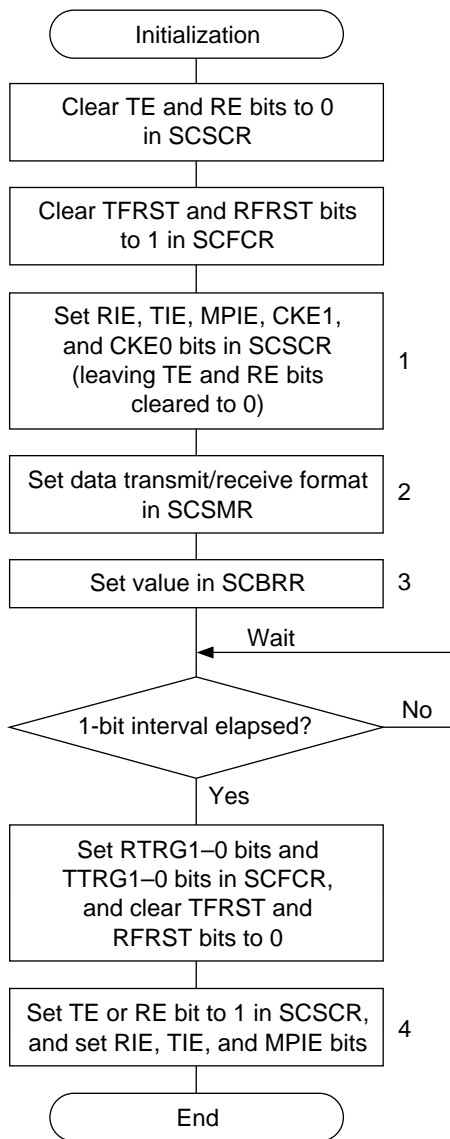 Initialization
Clear TE and RE bits to 0
in SCSCR
Clear TFRST and RFRST bits
to 1 in SCFCR
Set RIE, TIE, MPIE, CKE1,
and CKE0 bits in SCSCR
(leaving TE and RE bits
cleared to 0)
1
Set data transmit/receive format
in SCSMR
2
Set value in SCBRR
3
Wait
1-bit interval elapsed?
No
Yes
Set RTRG1–0 bits and
TTRG1–0 bits in SCFCR,
and clear TFRST and
RFRST bits to 0
Set TE or RE bit to 1 in SCSCR,
and set RIE, TIE, and MPIE bits
4
End